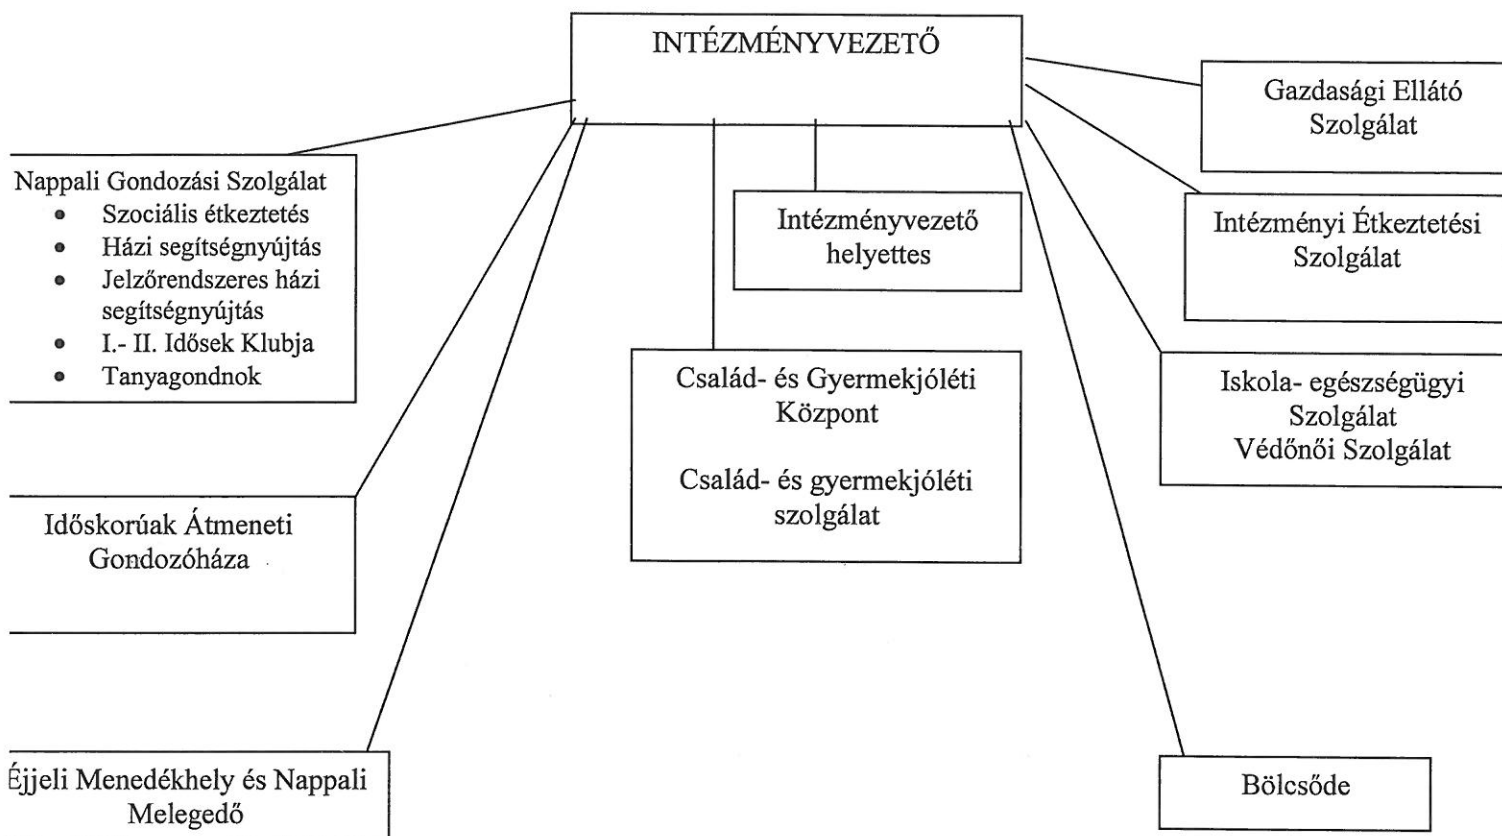 INTÉZMÉNYVEZETŐ
Gazdasági Ellátó
Szolgálat
Nappali Gondozási Szolgálat
• Szociális étkeztetés
• Házi segítségnyújtás
• Jelzőrendszeres házi
segítségnyújtás
• I.- II. Idősek Klubja
• Tanyagondnok
Intézményvezető
helyettes
Intézményi Étkeztetési
Szolgálat
Család- és Gyermekjóléti
Központ
Család- és gyermekjóléti
szolgálat
Iskola- egészségügyi
Szolgálat
Védőnői Szolgálat
Időskorúak Átmeneti
Gondozóháza
Éjjeli Menedékhely és Nappali
Melegedő
Bölcsőde